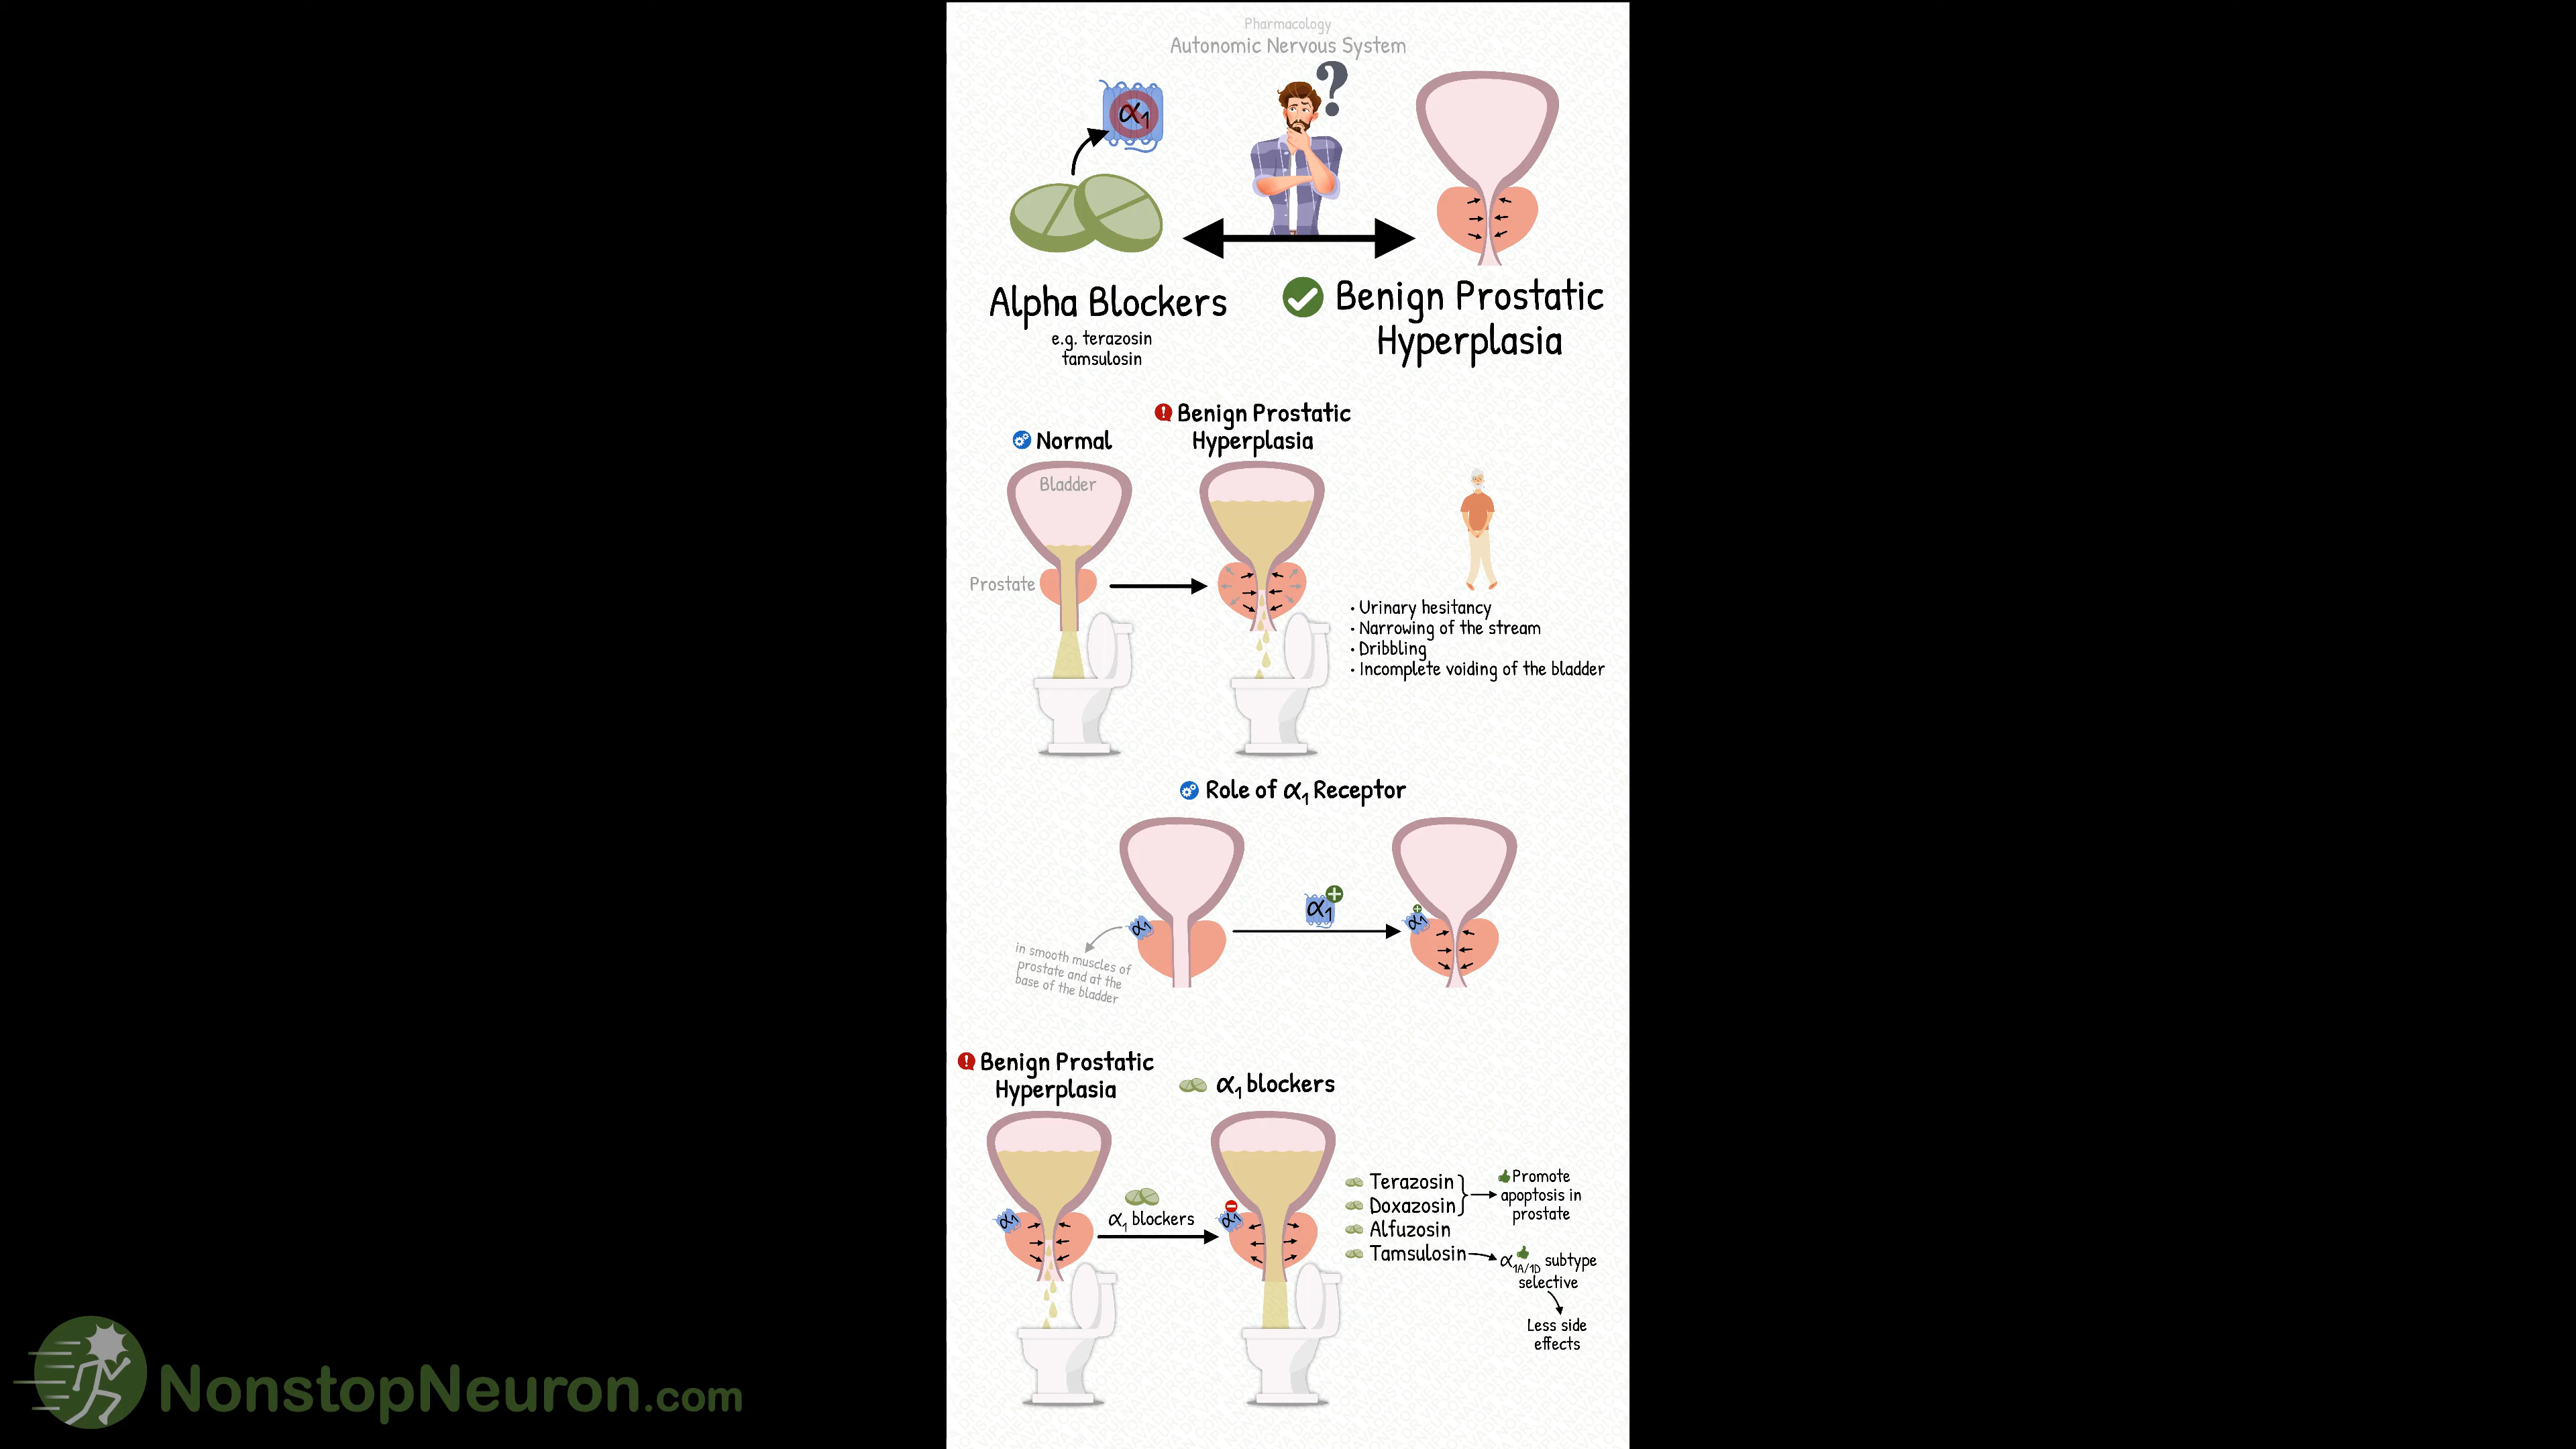 Pharmacology
Autonomic Nervous System
α1
?
Alpha Blockers
e.g. terazosin
tamsulosin
Benign Prostatic
Hyperplasia
Benign Prostatic
Hyperplasia
Normal
Bladder
Prostate
• Urinary hesitancy
• Narrowing of the stream
• Dribbling
• Incomplete voiding of the bladder
Role of α1 Receptor
α1
α1
α1
in smooth muscles of
prostate and at the
base of the bladder
Benign Prostatic
Hyperplasia
α1 blockers
α1
α1 blockers
α1
Terazosin
Doxazosin
Alfuzosin
Tamsulosin
Promote
apoptosis in
prostate
α1A/1D subtype
selective
Less side
effects
NonstopNeuron.com